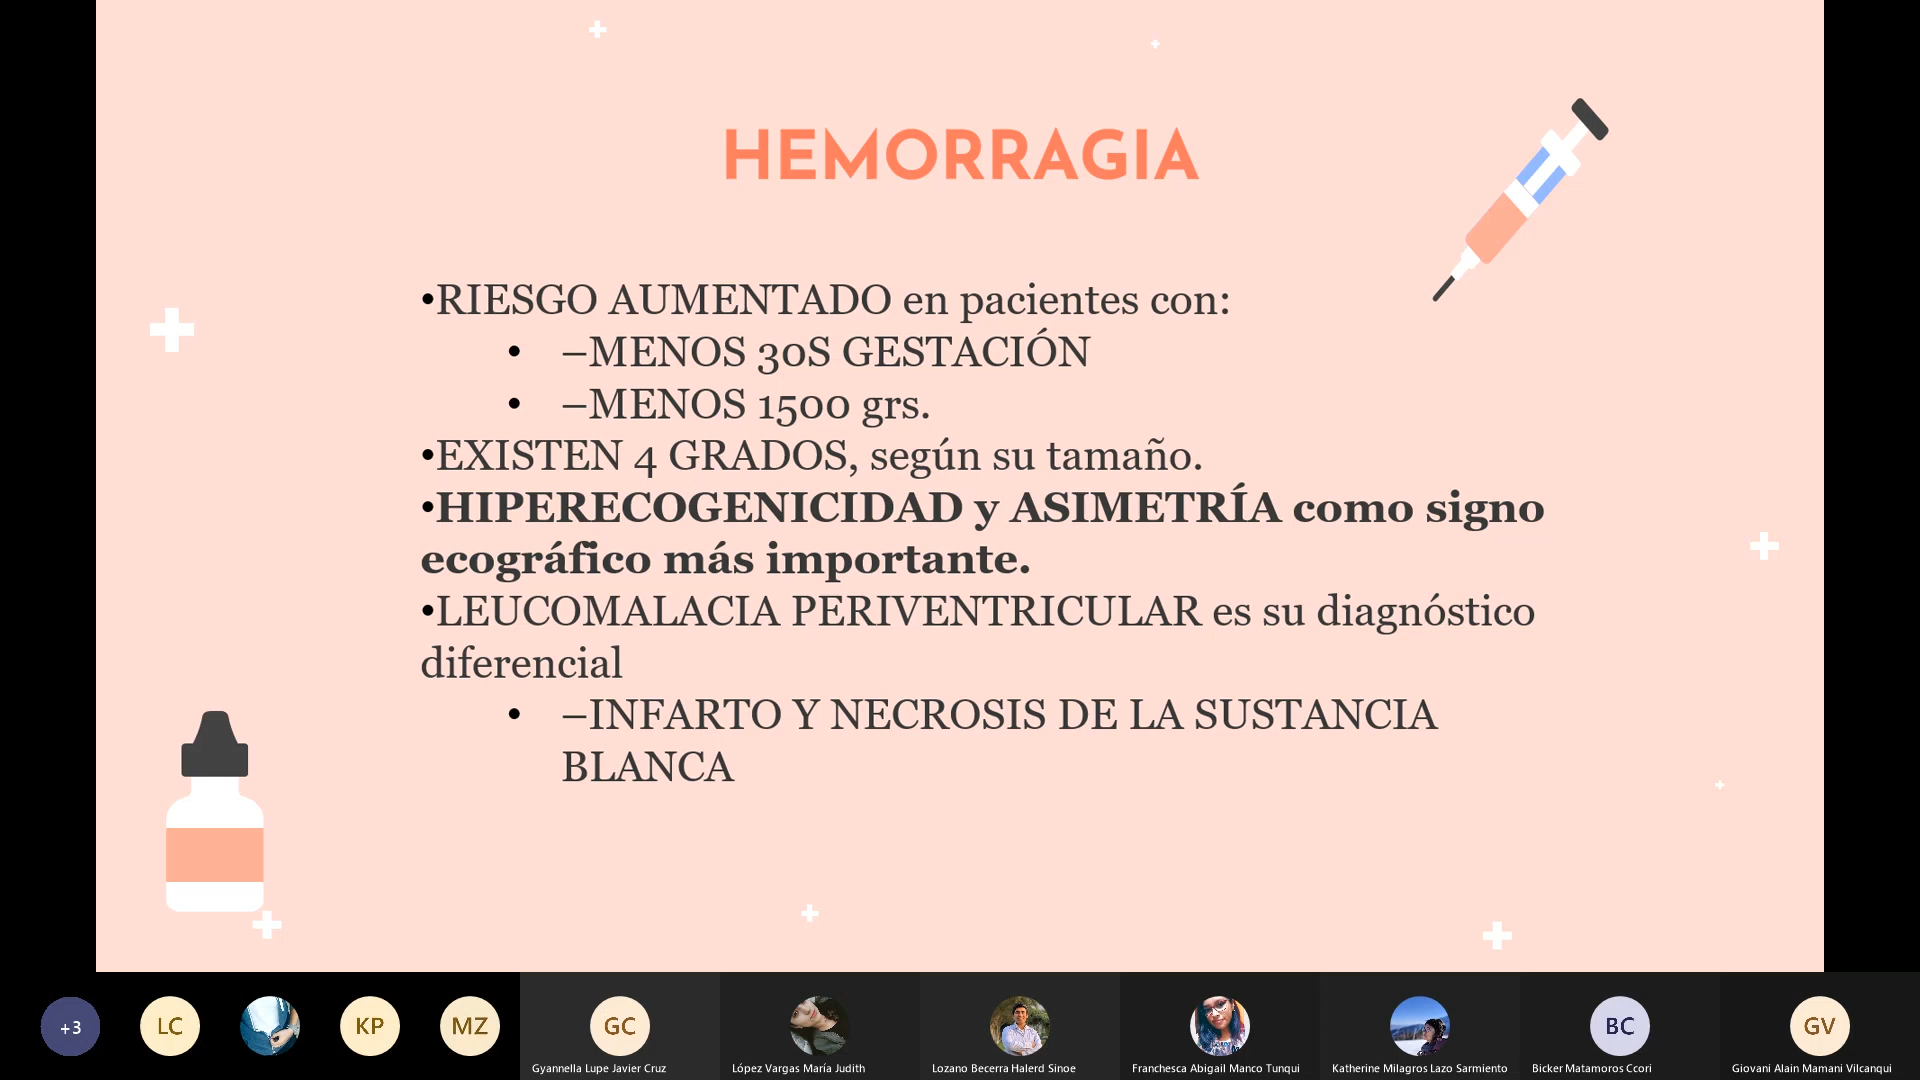 HEMORRAGIA
•RIESGO AUMENTADO en pacientes con:
• –MENOS 30S GESTACIÓN
• –MENOS 1500 grs.
•EXISTEN 4 GRADOS, según su tamaño.
•HIPERECOGENICIDAD y ASIMETRÍA como signo
ecográfico más importante.
•LEUCOMALACIA PERIVENTRICULAR es su diagnóstico
diferencial
• –INFARTO Y NECROSIS DE LA SUSTANCIA
BLANCA
+3
LC
KP
MZ
GC
BC
GV
Gyannella Lupe Javier Cruz
López Vargas María Judith
Lozano Becerra Halerd Sinoe
Franchesca Abigail Manco Tunqui
Katherine Milagros Lazo Sarmiento
Bicker Matamoros Ccori
Giovani Alain Mamani Vilcanqui